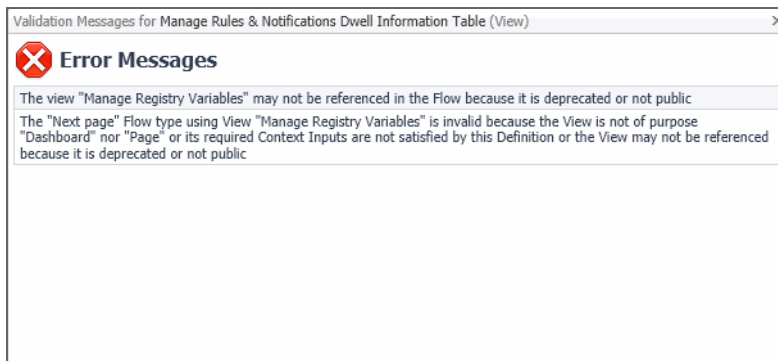 Validation Messages for Manage Rules & Notifications Dwell Information Table (View)
Error Messages
The view "Manage Registry Variables" may not be referenced in the Flow because it is deprecated or not public
The "Next page" Flow type using View "Manage Registry Variables" is invalid because the View is not of purpose
"Dashboard" nor "Page" or its required Context Inputs are not satisfied by this Definition or the View may not be referenced
because it is deprecated or not public